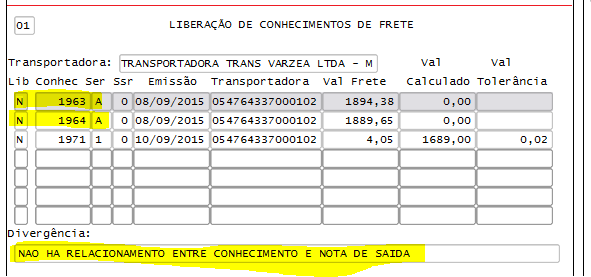 01 LIBERAÇÃO DE CONHECIMENTOS DE FRETE
Transportadora: TRANSPORTADORA TRANS VARZEA LTDA - M Val Val
Lib Conhec Ser Ssr Emissão Transportadora Val Frete Calculado Tolerância
N 1963 A 0 08/09/2015 054764337000102 1894,38 0,00
N 1964 A 0 08/09/2015 054764337000102 1889,65 0,00
N 1971 1 0 10/09/2015 054764337000102 4,05 1689,00 0,02
Divergência:
NAO HA RELACIONAMENTO ENTRE CONHECIMENTO E NOTA DE SAIDA